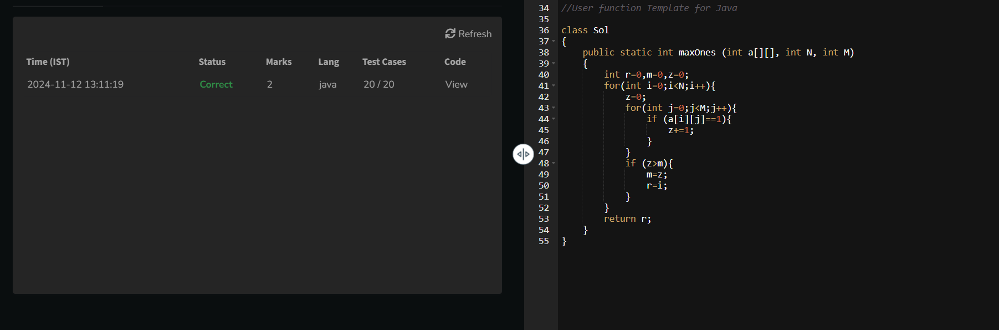 Refresh
Time (IST) Status Marks Lang Test Cases Code
2024-11-12 13:11:19 Correct 2 java 20 / 20 View
34 //User function Template for Java
35
36 class Sol
37 {
38     public static int maxOnes (int a[][], int N, int M)
39     {
40         int r=0,m=0,z=0;
41         for(int i=0;i<N;i++){
42             z=0;
43             for(int j=0;j<M;j++){
44                 if (a[i][j]==1){
45                     z+=1;
46                 }
47             }
48             if (z>m){
49                 m=z;
50                 r=i;
51             }
52         }
53         return r;
54     }
55 }